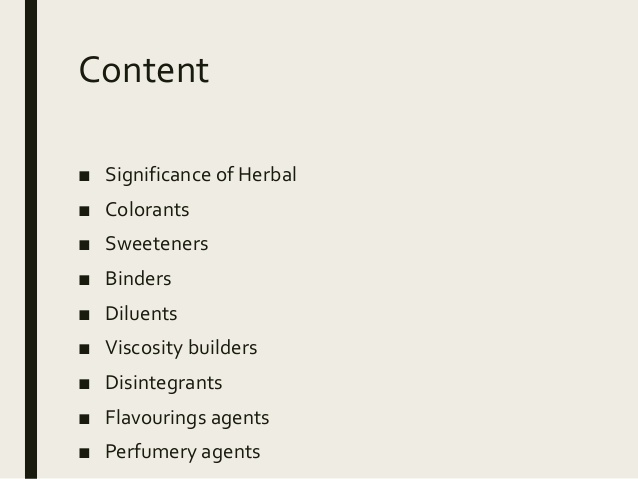 Content
■ Significance of Herbal
■ Colorants
■ Sweeteners
■ Binders
■ Diluents
■ Viscosity builders
■ Disintegrants
■ Flavourings agents
■ Perfumery agents